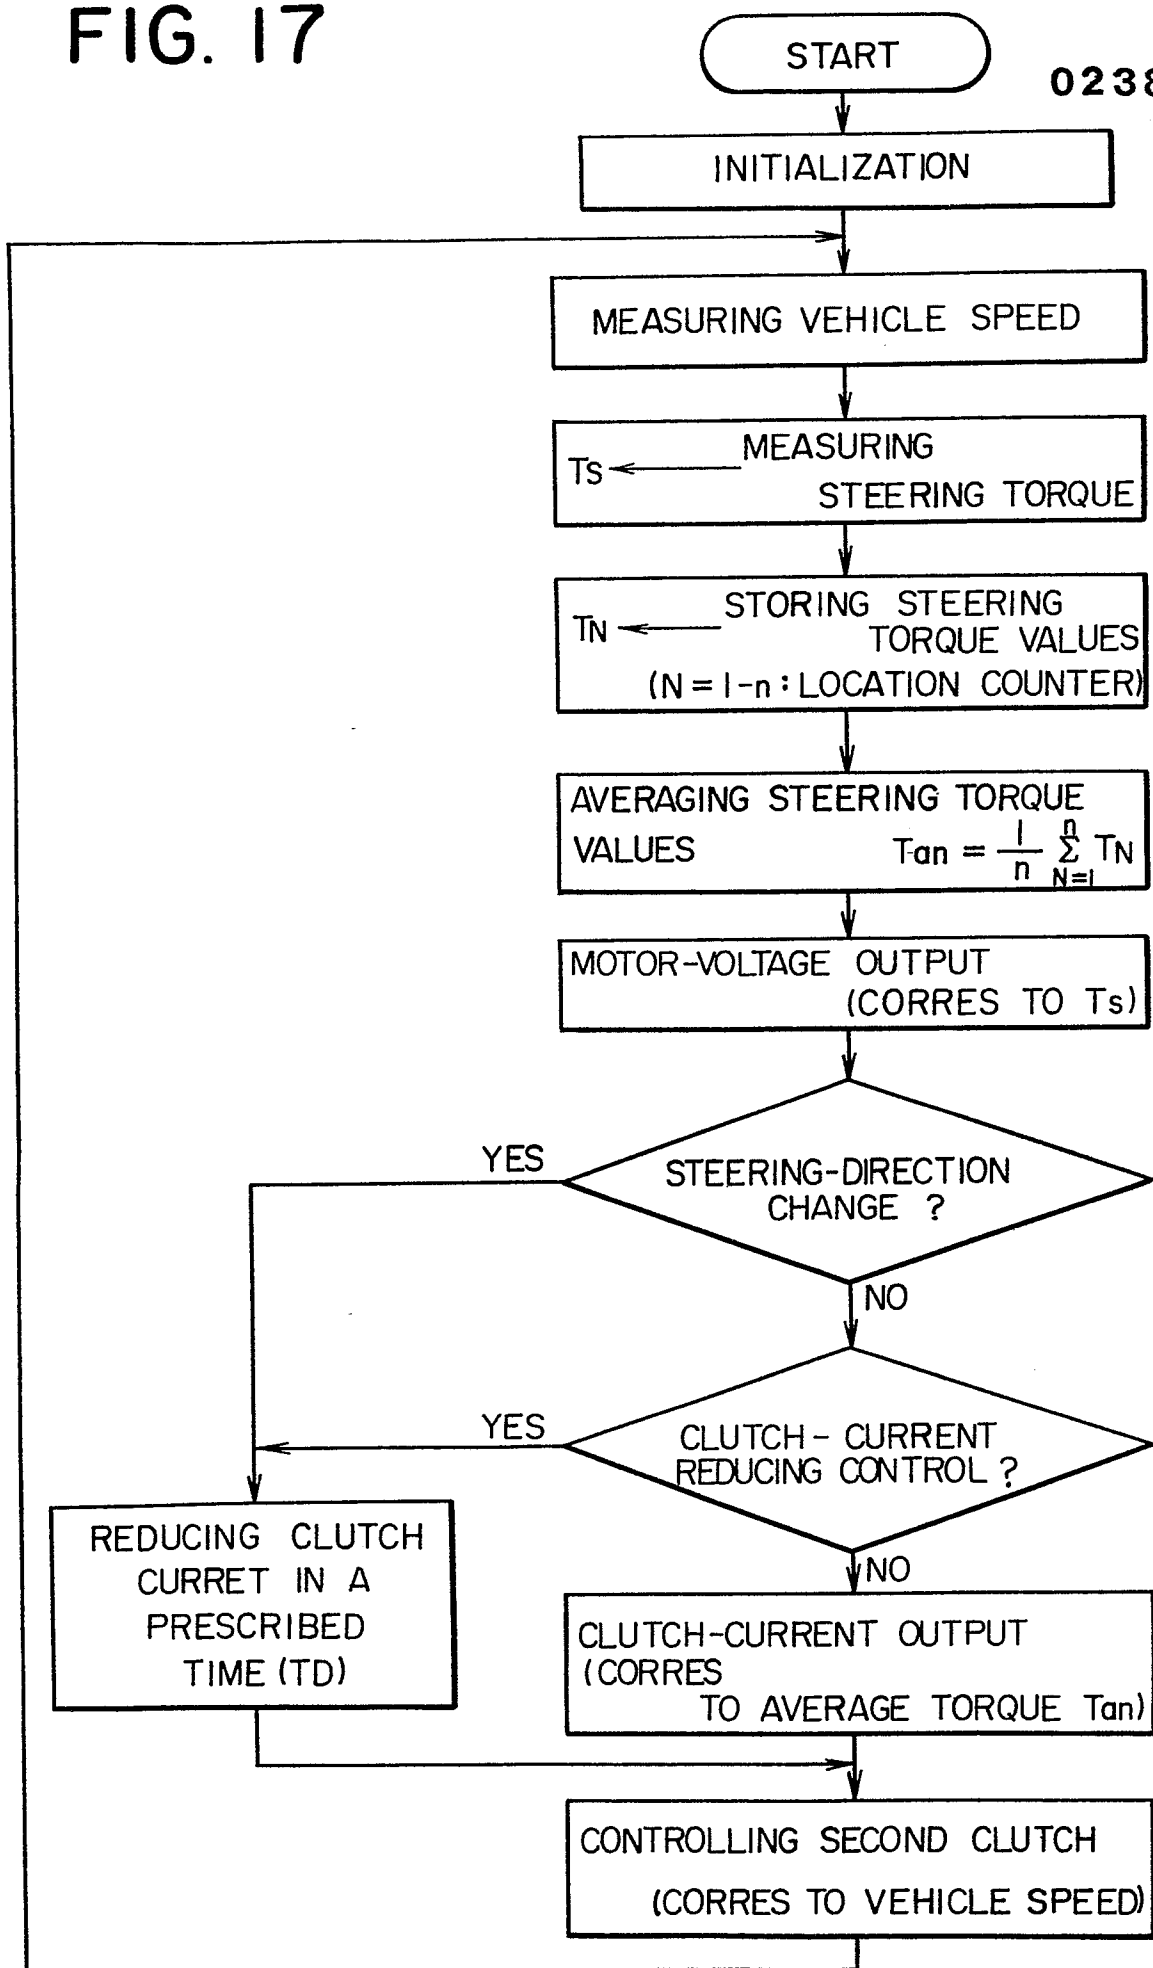 FIG. 17
START
0238
INITIALIZATION
MEASURING VEHICLE SPEED
Ts ← MEASURING
STEERING TORQUE
TN ← STORING STEERING
TORQUE VALUES
(N = 1-n : LOCATION COUNTER)
AVERAGING STEERING TORQUE
VALUES Tan = 1/n Σ N=1 n TN
MOTOR-VOLTAGE OUTPUT
(CORRES TO Ts)
YES
STEERING-DIRECTION
CHANGE ?
NO
YES
CLUTCH - CURRENT
REDUCING CONTROL ?
NO
REDUCING CLUTCH
CURRET IN A
PRESCRIBED
TIME (TD)
CLUTCH-CURRENT OUTPUT
(CORRES
TO AVERAGE TORQUE Tan)
CONTROLLING SECOND CLUTCH
(CORRES TO VEHICLE SPEED)